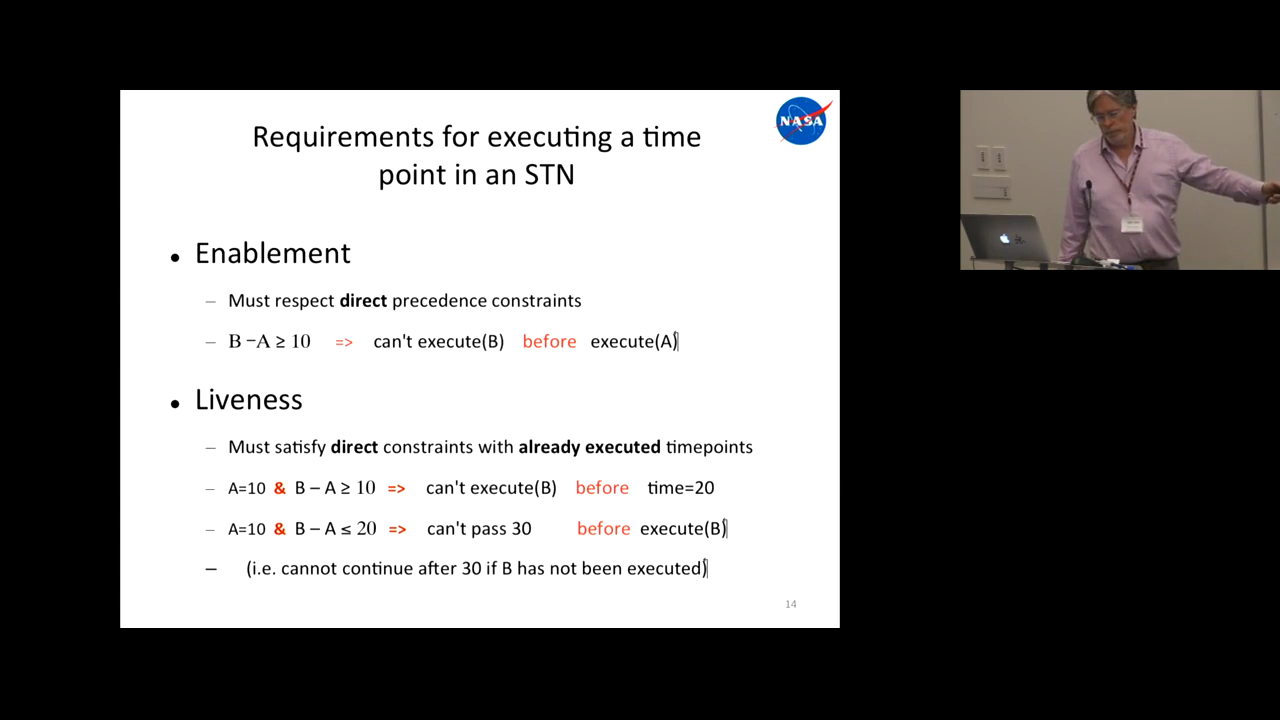 NASA
Requirements for executing a time
point in an STN
• Enablement
– Must respect direct precedence constraints
– B −A ≥ 10 => can't execute(B) before execute(A)
• Liveness
– Must satisfy direct constraints with already executed timepoints
– A=10 & B – A ≥ 10 => can't execute(B) before time=20
– A=10 & B – A ≤ 20 => can't pass 30 before execute(B)
– (i.e. cannot continue after 30 if B has not been executed)
14